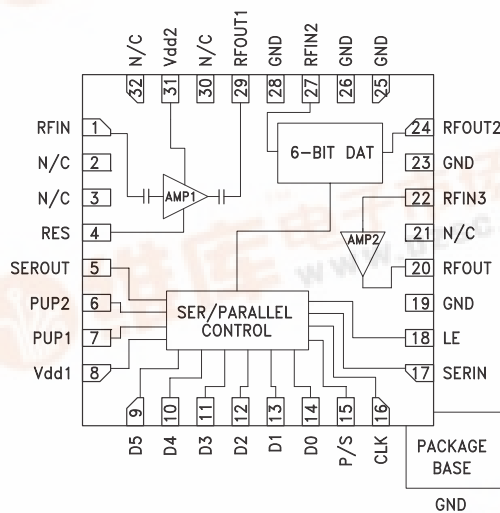 N/C
Vdd2
N/C
RFOUT1
GND
RFIN2
GND
GND
32
31
30
29
28
27
26
25
RFIN 1
N/C 2
N/C 3
RES 4
SEROUT 5
PUP2 6
PUP1 7
Vdd1 8
AMP1
6-BIT DAT
AMP2
SER/PARALLEL
CONTROL
24 RFOUT2
23 GND
22 RFIN3
21 N/C
20 RFOUT
19 GND
18 LE
17 SERIN
9
10
11
12
13
14
15
16
D5
D4
D3
D2
D1
D0
P/S
CLK
PACKAGE
BASE
GND